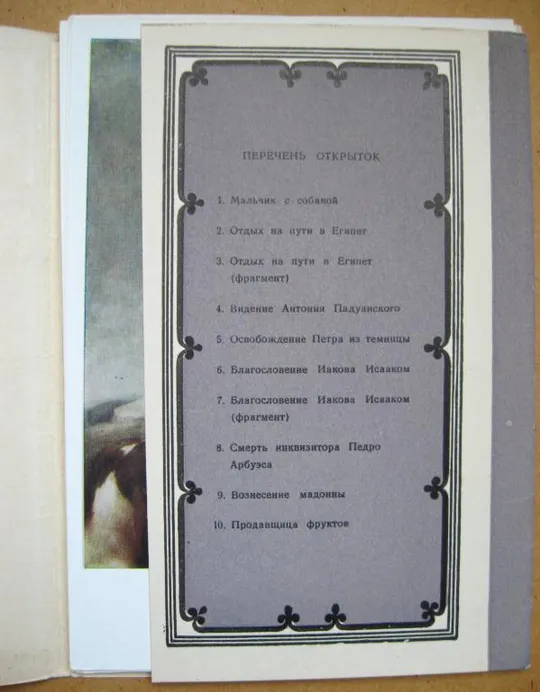 ПЕРЕЧЕНЬ ОТКРЫТОК
1. Мальчик с собакой
2. Отдых на пути в Египет
3. Отдых на пути в Египет
(фрагмент)
4. Видение Антония Падуанского
5. Освобождение Петра из темницы
6. Благословение Иакова Исааком
7. Благословение Иакова Исааком
(фрагмент)
8. Смерть инквизитора Педро
Арбуэса
9. Вознесение мадонны
10. Продавщица фруктов